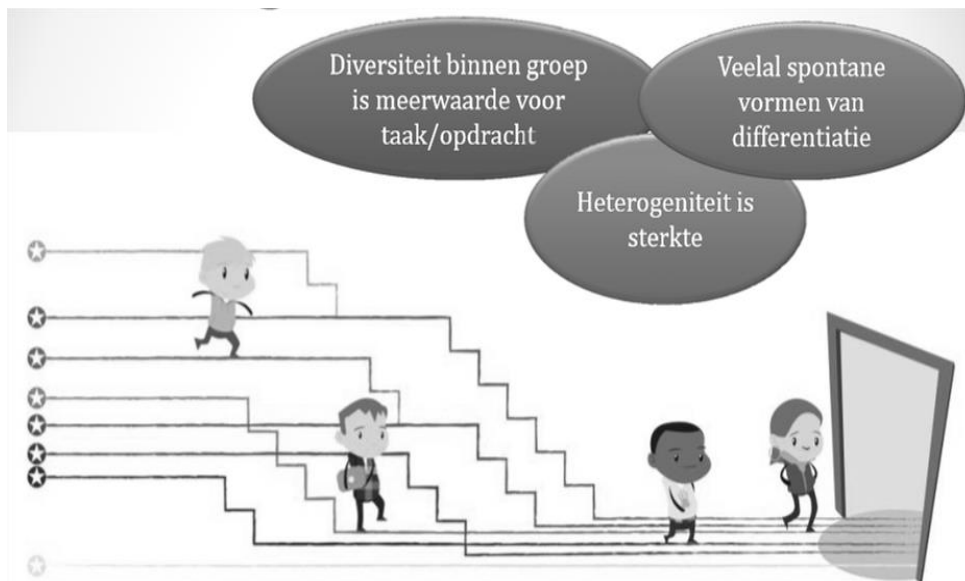 Diversiteit binnen groep
is meerwaarde voor
taak/opdracht
Veelal spontane
vormen van
differentiatie
Heterogeniteit is
sterkte